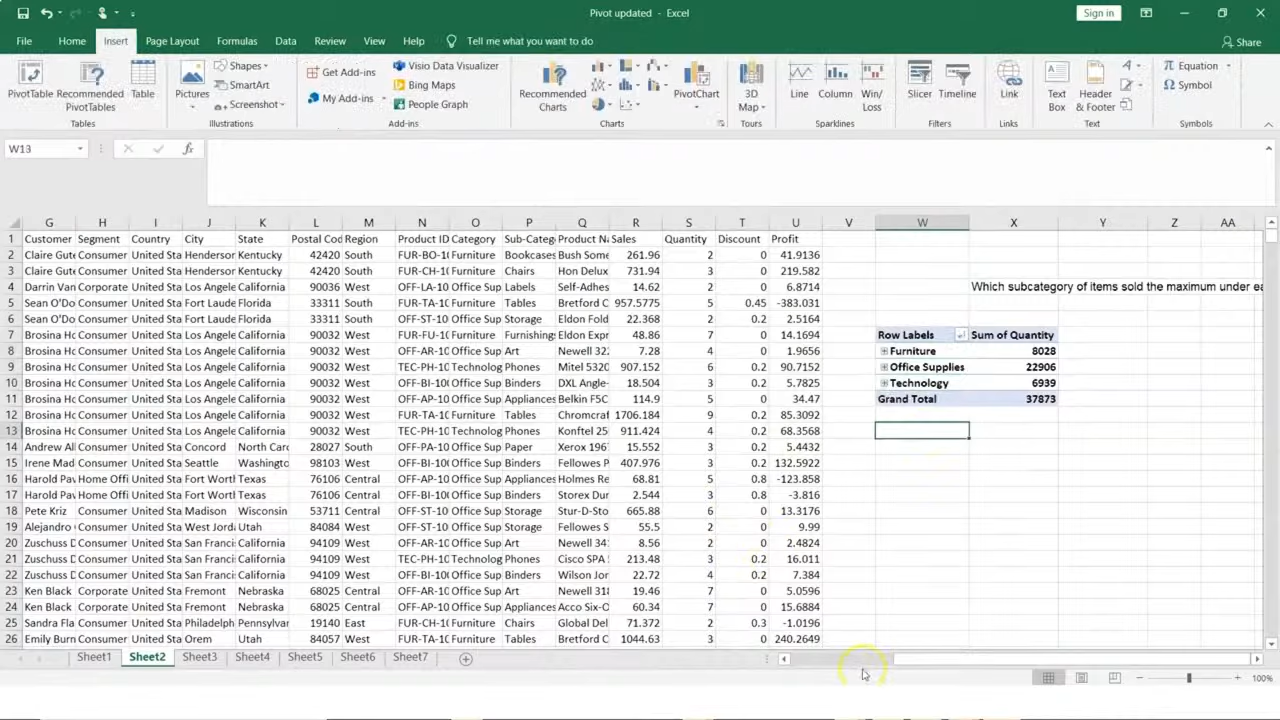 Pivot updated - Excel
Sign in
File Home Insert Page Layout Formulas Data Review View Help Tell me what you want to do
Share
PivotTable Recommended PivotTables Table
Tables
Pictures Shapes SmartArt Screenshot
Illustrations
Get Add-ins My Add-ins Visio Data Visualizer Bing Maps People Graph
Add-ins
Recommended Charts PivotChart
Charts
3D Map
Tours
Line Column Win/ Loss
Sparklines
Slicer Timeline
Filters
Link
Links
Text Box Header & Footer
Text
Equation Symbol
Symbols
W13 fx
G H I J K L M N O P Q R S T U V W X Y Z AA
1 Customer Segment Country City State Postal Cod Region Product ID Category Sub-Categ Product Na Sales Quantity Discount Profit
2 Claire Gute Consumer United Sta Henderson Kentucky 42420 South FUR-BO-10 Furniture Bookcases Bush Some 261.96 2 0 41.9136
3 Claire Gute Consumer United Sta Henderson Kentucky 42420 South FUR-CH-10 Furniture Chairs Hon Delux 731.94 3 0 219.582
4 Darrin Van Corporate United Sta Los Angele California 90036 West OFF-LA-10 Office Sup Labels Self-Adhes 14.62 2 0 6.8714 Which subcategory of items sold the maximum under ea
5 Sean O'Do Consumer United Sta Fort Laude Florida 33311 South FUR-TA-10 Furniture Tables Bretford C 957.5775 5 0.45 -383.031
6 Sean O'Do Consumer United Sta Fort Laude Florida 33311 South OFF-ST-10 Office Sup Storage Eldon Fold 22.368 2 0.2 2.5164
7 Brosina Ho Consumer United Sta Los Angele California 90032 West FUR-FU-10 Furniture Furnishing Eldon Expr 48.86 7 0 14.1694 Row Labels Sum of Quantity
8 Brosina Ho Consumer United Sta Los Angele California 90032 West OFF-AR-10 Office Sup Art Newell 322 7.28 4 0 1.9656 Furniture 8028
9 Brosina Ho Consumer United Sta Los Angele California 90032 West TEC-PH-10 Technolog Phones Mitel 5320 907.152 6 0.2 90.7152 Office Supplies 22906
10 Brosina Ho Consumer United Sta Los Angele California 90032 West OFF-BI-100 Office Sup Binders DXL Angle- 18.504 3 0.2 5.7825 Technology 6939
11 Brosina Ho Consumer United Sta Los Angele California 90032 West OFF-AP-10 Office Sup Appliances Belkin F5C 114.9 5 0 34.47 Grand Total 37873
12 Brosina Ho Consumer United Sta Los Angele California 90032 West FUR-TA-10 Furniture Tables Chromcraf 1706.184 9 0.2 85.3092
13 Brosina Ho Consumer United Sta Los Angele California 90032 West TEC-PH-10 Technolog Phones Konftel 25 911.424 4 0.2 68.3568
14 Andrew All Consumer United Sta Concord North Caro 28027 South OFF-PA-10 Office Sup Paper Xerox 196 15.552 3 0.2 5.4432
15 Irene Mad Consumer United Sta Seattle Washingto 98103 West OFF-BI-100 Office Sup Binders Fellowes P 407.976 3 0.2 132.5922
16 Harold Pav Home Offi United Sta Fort Worth Texas 76106 Central OFF-AP-10 Office Sup Appliances Holmes Re 68.81 5 0.8 -123.858
17 Harold Pav Home Offi United Sta Fort Worth Texas 76106 Central OFF-BI-100 Office Sup Binders Storex Dur 2.544 3 0.8 -3.816
18 Pete Kriz Consumer United Sta Madison Wisconsin 53711 Central OFF-ST-10 Office Sup Storage Stur-D-Sto 665.88 6 0 13.3176
19 Alejandro Consumer United Sta West Jorda Utah 84084 West OFF-ST-10 Office Sup Storage Fellowes S 55.5 2 0 9.99
20 Zuschuss D Consumer United Sta San Franci California 94109 West OFF-AR-10 Office Sup Art Newell 34 8.56 2 0 2.4824
21 Zuschuss D Consumer United Sta San Franci California 94109 West TEC-PH-10 Technolog Phones Cisco SPA 213.48 3 0.2 16.011
22 Zuschuss D Consumer United Sta San Franci California 94109 West OFF-BI-100 Office Sup Binders Wilson Jor 22.72 4 0.2 7.384
23 Ken Black Corporate United Sta Fremont Nebraska 68025 Central OFF-AR-10 Office Sup Art Newell 318 19.46 7 0 5.0596
24 Ken Black Corporate United Sta Fremont Nebraska 68025 Central OFF-AP-10 Office Sup Appliances Acco Six-O 60.34 7 0 15.6884
25 Sandra Fla Consumer United Sta Philadelph Pennsylva 19140 East FUR-CH-10 Furniture Chairs Global Del 71.372 2 0.3 -1.0196
26 Emily Burn Consumer United Sta Orem Utah 84057 West FUR-TA-10 Furniture Tables Bretford C 1044.63 3 0 240.2649
Sheet1 Sheet2 Sheet3 Sheet4 Sheet5 Sheet6 Sheet7
100%